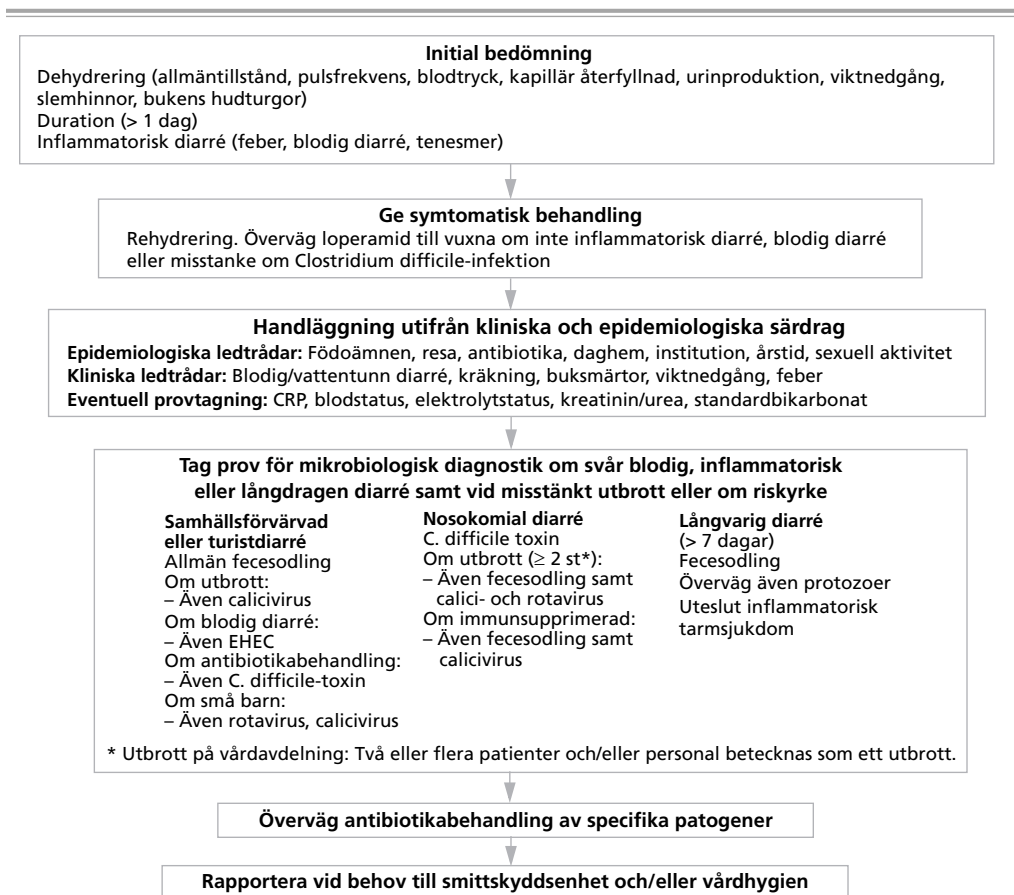 Initial bedömning
Dehydrering (allmäntillstånd, pulsfrekvens, blodtryck, kapillär återfyllnad, urinproduktion, viktnedgång,
slemhinnor, bukens hudturgor)
Duration (> 1 dag)
Inflammatorisk diarré (feber, blodig diarré, tenesmer)
Ge symtomatisk behandling
Rehydrering. Överväg loperamid till vuxna om inte inflammatorisk diarré, blodig diarré
eller misstanke om Clostridium difficile-infektion
Handläggning utifrån kliniska och epidemiologiska särdrag
Epidemiologiska ledtrådar: Födoämnen, resa, antibiotika, daghem, institution, årstid, sexuell aktivitet
Kliniska ledtrådar: Blodig/vattentunn diarré, kräkning, buksmärtor, viktnedgång, feber
Eventuell provtagning: CRP, blodstatus, elektrolytstatus, kreatinin/urea, standardbikarbonat
Tag prov för mikrobiologisk diagnostik om svår blodig, inflammatorisk
eller långdragen diarré samt vid misstänkt utbrott eller om riskyrke
Samhällsförvärvad
eller turistdiarré
Allmän fecesodling
Om utbrott:
– Även calicivirus
Om blodig diarré:
– Även EHEC
Om antibiotikabehandling:
– Även C. difficile-toxin
Om små barn:
– Även rotavirus, calicivirus
Nosokomial diarré
C. difficile toxin
Om utbrott (≥ 2 st*):
– Även fecesodling samt
calici- och rotavirus
Om immunsupprimerad:
– Även fecesodling samt
calicivirus
Långvarig diarré
(> 7 dagar)
Fecesodling
Överväg även protozoer
Uteslut inflammatorisk
tarmsjukdom
* Utbrott på vårdavdelning: Två eller flera patienter och/eller personal betecknas som ett utbrott.
Överväg antibiotikabehandling av specifika patogener
Rapportera vid behov till smittskyddsenhet och/eller vårdhygien